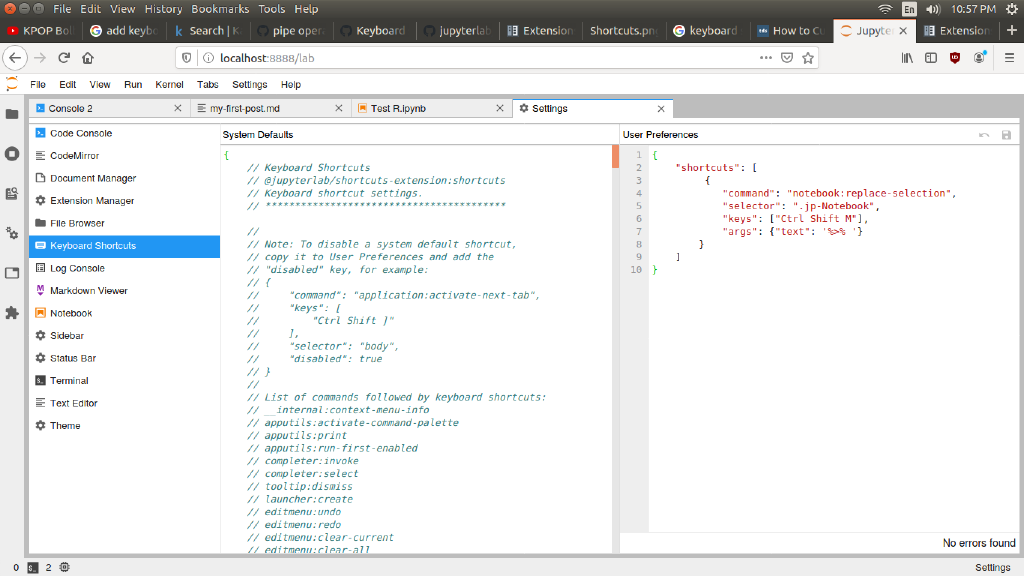 File Edit View History Bookmarks Tools Help
En 10:57 PM
KPOP Bo
add keybo
Search | K
pipe oper
Keyboard
jupyterlab
Extension
Shortcuts.pn
keyboard
How to Cu
Jupyte
Extension
localhost:8888/lab
File Edit View Run Kernel Tabs Settings Help
Console 2
my-first-post.md
Test R.ipynb
Settings
Code Console
CodeMirror
Document Manager
Extension Manager
File Browser
Keyboard Shortcuts
Log Console
Markdown Viewer
Notebook
Sidebar
Status Bar
Terminal
Text Editor
Theme
System Defaults
{
// Keyboard Shortcuts
// @jupyterlab/shortcuts-extension:shortcuts
// Keyboard shortcut settings.
// *******************************************
//
// Note: To disable a system default shortcut,
// copy it to User Preferences and add the
// "disabled" key, for example:
// {
// "command": "application:activate-next-tab",
// "keys": [
// "Ctrl Shift ]"
// ],
// "selector": "body",
// "disabled": true
// }
//
// List of commands followed by keyboard shortcuts:
// __internal:context-menu-info
// apputils:activate-command-palette
// apputils:print
// apputils:run-first-enabled
// completer:invoke
// completer:select
// tooltip:dismiss
// launcher:create
// editmenu:undo
// editmenu:redo
// editmenu:clear-current
// editmenu:clear-all
User Preferences
1 {
2 "shortcuts": [
3 {
4 "command": "notebook:replace-selection",
5 "selector": ".jp-Notebook",
6 "keys": ["Ctrl Shift M"],
7 "args": {"text": '%>% '}
8 }
9 ]
10 }
No errors found
0 2
Settings